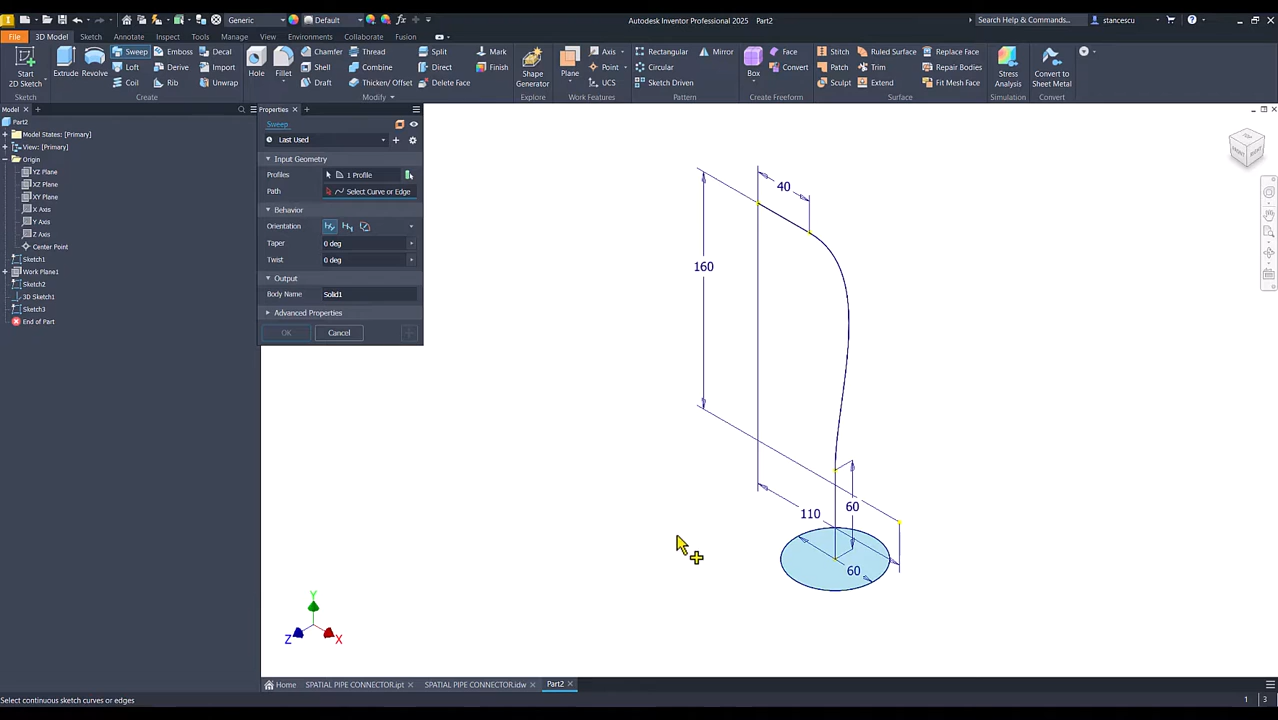 Generic
Default
fx
Autodesk Inventor Professional 2025 Part2
Search Help & Commands...
stancescu
File 3D Model Sketch Annotate Inspect Tools View Environments Manage Collaborate Fusion
Start
2D Sketch
Sketch
Extrude Revolve
Sweep Emboss Decal
Loft Derive Import
Coil Rib Unwrap
Create
Hole Fillet
Chamfer Thread Split Mark
Shell Combine Direct Finish
Draft Thicken/ Offset Delete Face
Modify
Shape
Generator
Explore
Plane
Axis
Point
UCS
Work Features
Rectangular Mirror
Circular
Sketch Driven
Pattern
Box
Face
Convert
Create Freeform
Stitch Ruled Surface Replace Face
Patch Trim Repair Bodies
Sculpt Extend Fit Mesh Face
Surface
Stress
Analysis
Simulation
Convert to
Sheet Metal
Convert
Model
Part2
Model States: [Primary]
View: [Primary]
Origin
YZ Plane
XZ Plane
XY Plane
X Axis
Y Axis
Z Axis
Center Point
Sketch1
Work Plane1
Sketch2
3D Sketch1
Sketch3
End of Part
Properties
Sweep
Last Used
Input Geometry
Profiles 1 Profile
Path Select Curve or Edge
Behavior
Orientation
Taper 0 deg
Twist 0 deg
Output
Body Name Solid1
Advanced Properties
OK Cancel
TOP
FRONT RIGHT
40
160
60
110
60
Y
Z X
Home SPATIAL PIPE CONNECTOR.ipt SPATIAL PIPE CONNECTOR.idw Part2
Select continuous sketch curves or edges 1 3